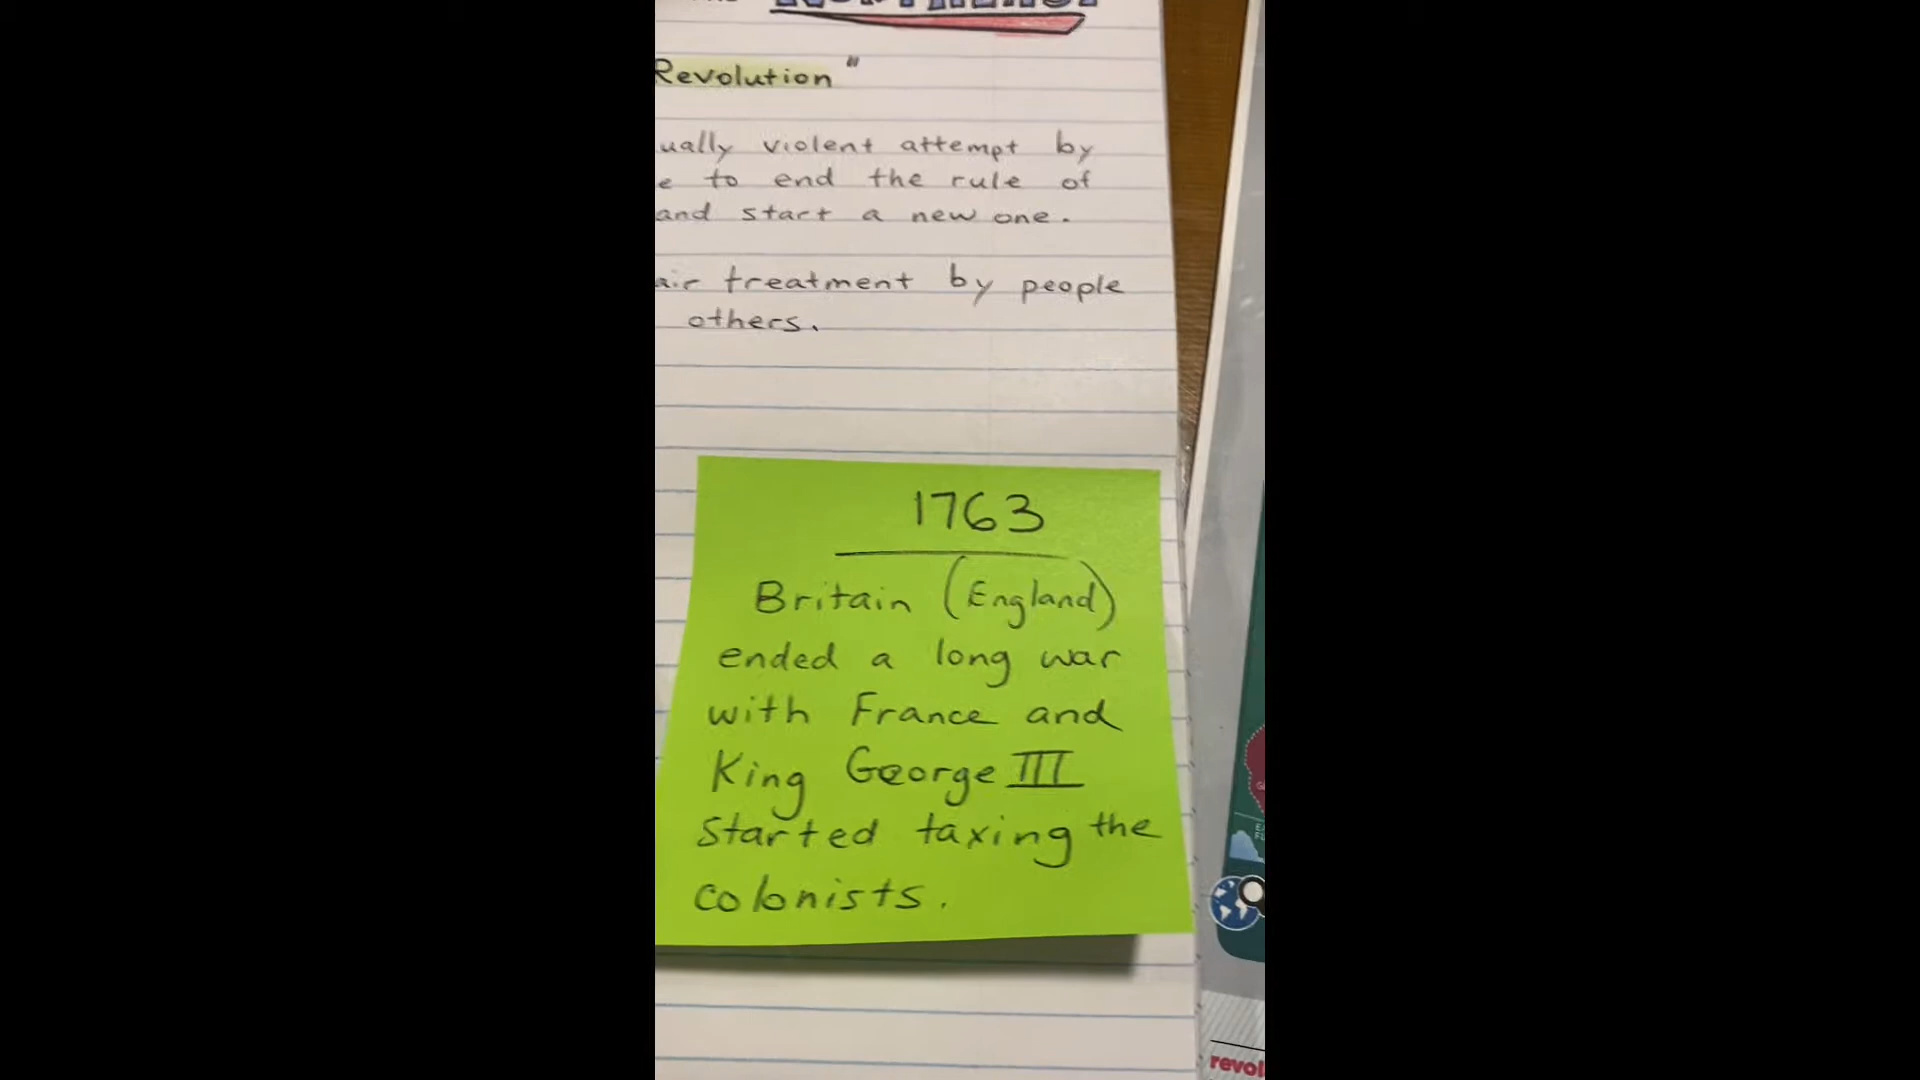 Revolution"
ually violent attempt by
e to end the rule of
and start a new one.
air treatment by people
others.
1763
Britain (England)
ended a long war
with France and
King George III
started taxing the
colonists.
revol